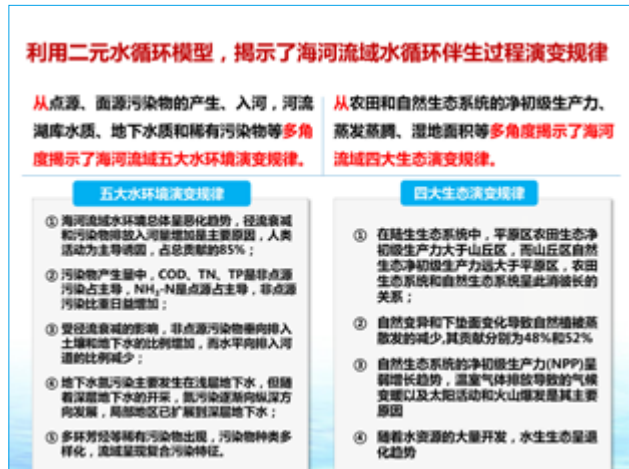 利用二元水循环模型，揭示了海河流域水循环伴生过程演变规律
从点源、面源污染物的产生、入河，河流
湖库水质、地下水质和稀有污染物等多角
度揭示了海河流域五大水环境演变规律。
从农田和自然生态系统的净初级生产力、
蒸发蒸腾、湿地面积等多角度揭示了海河
流域四大生态演变规律。
五大水环境演变规律
① 海河流域水环境总体呈恶化趋势，径流衰减
和污染物排放入河量增加是主要原因，人类
活动为主导诱因，占总贡献的85%；
② 污染物产生量中，COD、TN、TP是非点源
污染占主导，NH₃-N是点源占主导，非点源
污染比重日益增加；
③ 受径流衰减的影响，非点源污染物垂向排入
土壤和地下水的比例增加，而水平向排入河
道的比例减少；
④ 地下水氮污染主要发生在浅层地下水，但随
着深层地下水的开采，氮污染逐渐向纵深方
向发展，局部地区已扩展到深层地下水；
⑤ 多环芳烃等稀有污染物出现，污染物种类多
样化，流域呈现复合污染特征。
四大生态演变规律
① 在陆生生态系统中，平原区农田生态净
初级生产力大于山丘区，而山丘区自然
生态净初级生产力远大于平原区，农田
生态系统和自然生态系统呈此消彼长的
关系；
② 自然变异和下垫面变化导致自然植被蒸
散发的减少,其贡献分别为48%和52%
③ 自然生态系统的净初级生产力(NPP)呈
弱增长趋势，温室气体排放导致的气候
变暖以及太阳活动和火山爆发是其主要
原因
④ 随着水资源的大量开发，水生生态呈退
化趋势